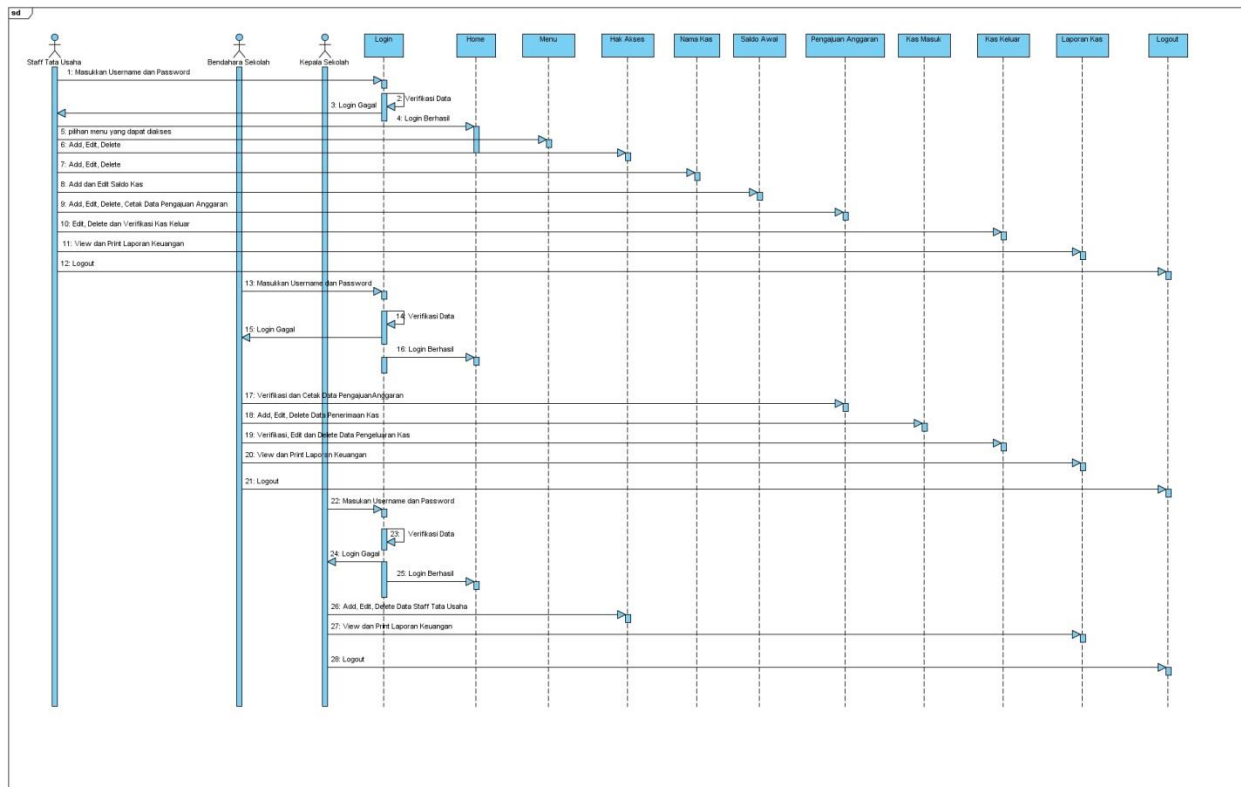 sd
Staff Tata Usaha
Bendahara Sekolah
Kepala Sekolah
Login
Home
Menu
Hak Akses
Nama Kas
Saldo Awal
Pengajuan Anggaran
Kas Masuk
Kas Keluar
Laporan Kas
Logout
1: Masukkan Username dan Password
2: Verifikasi Data
3: Login Gagal
4: Login Berhasil
5: pilihan menu yang dapat diakses
6: Add, Edit, Delete
7: Add, Edit, Delete
8: Add dan Edit Saldo Kas
9: Add, Edit, Delete, Cetak Data Pengajuan Anggaran
10: Edit, Delete dan Verifikasi Kas Keluar
11: View dan Print Laporan Keuangan
12: Logout
13: Masukkan Username dan Password
14: Verifikasi Data
15: Login Gagal
16: Login Berhasil
17: Verifikasi dan Cetak Data PengajuanAnggaran
18: Add, Edit, Delete Data Penerimaan Kas
19: Verifikasi, Edit dan Delete Data Pengeluaran Kas
20: View dan Print Laporan Keuangan
21: Logout
22: Masukan Username dan Password
23: Verifikasi Data
24: Login Gagal
25: Login Berhasil
26: Add, Edit, Delete Data Staff Tata Usaha
27: View dan Print Laporan Keuangan
28: Logout